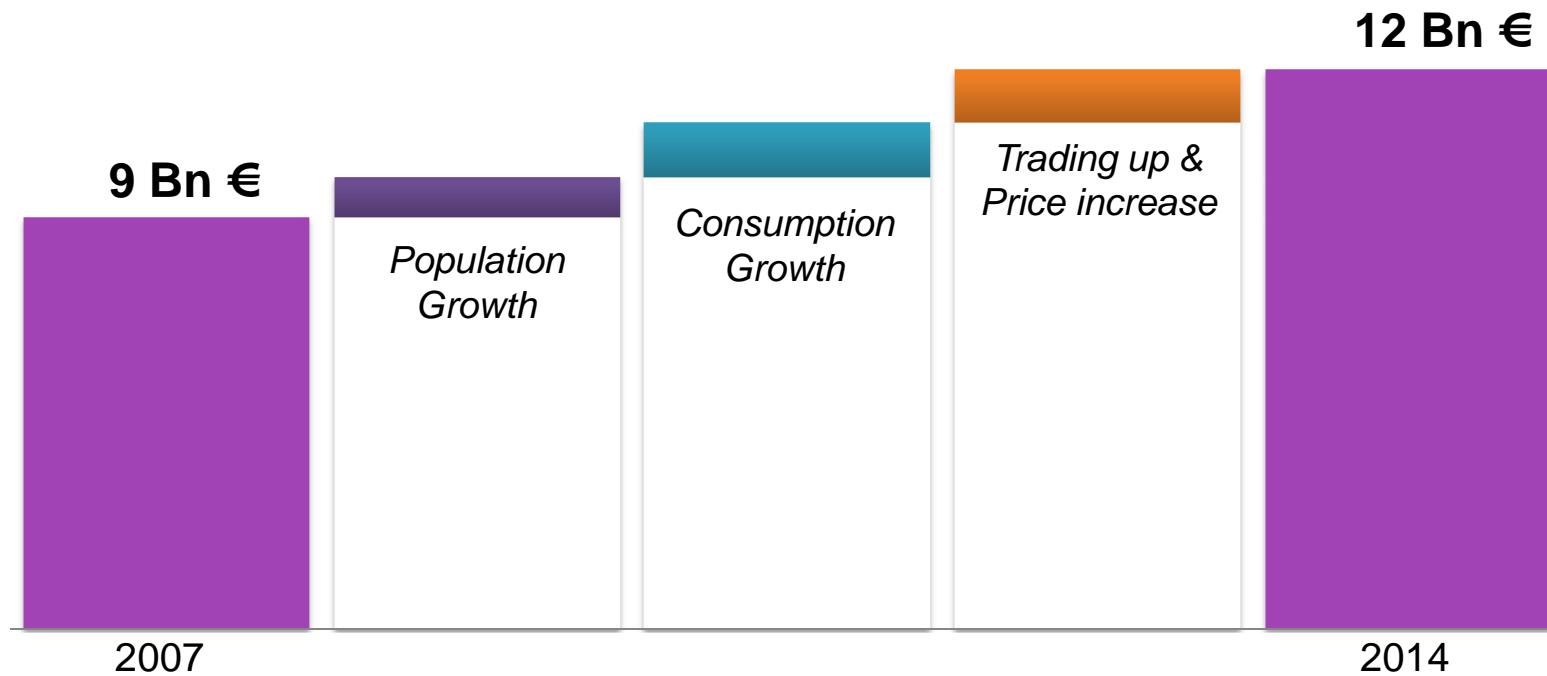 12 Bn €
9 Bn €
Population
Growth
Consumption
Growth
Trading up &
Price increase
2007
2014